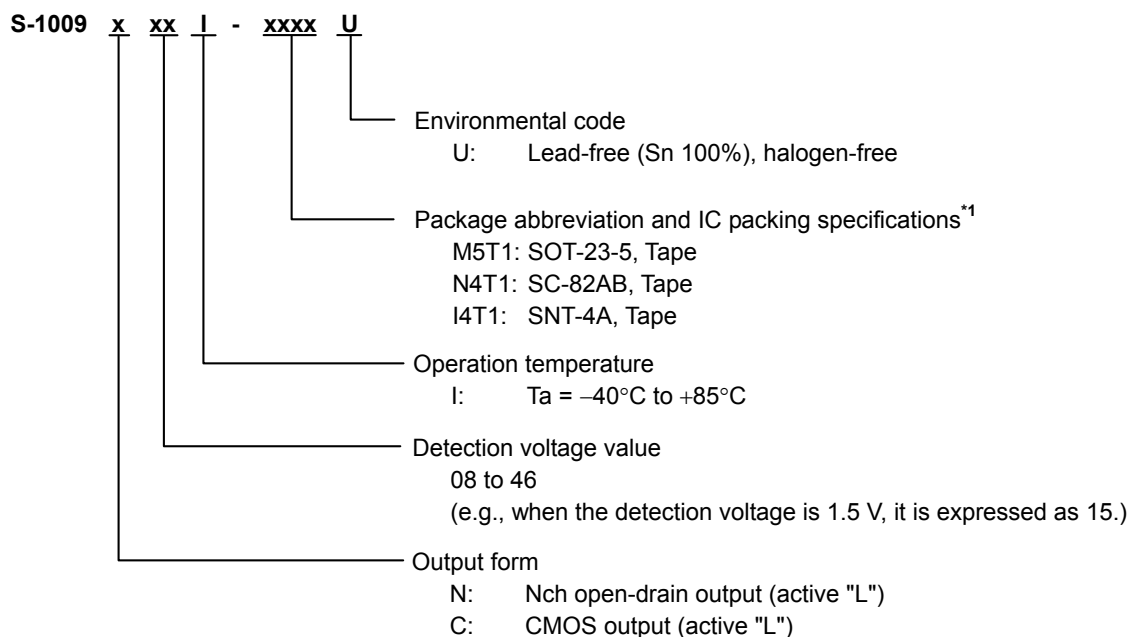 S-1009 x xx I - xxxx U
Environmental code
U: Lead-free (Sn 100%), halogen-free
Package abbreviation and IC packing specifications*1
M5T1: SOT-23-5, Tape
N4T1: SC-82AB, Tape
I4T1: SNT-4A, Tape
Operation temperature
I: Ta = −40°C to +85°C
Detection voltage value
08 to 46
(e.g., when the detection voltage is 1.5 V, it is expressed as 15.)
Output form
N: Nch open-drain output (active "L")
C: CMOS output (active "L")